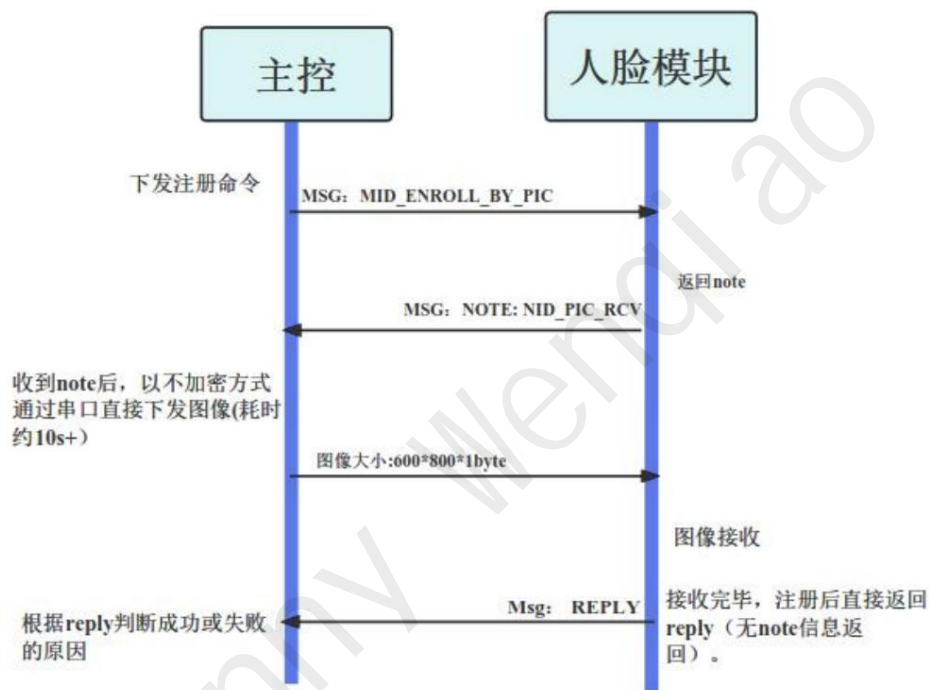 主控
人脸模块
下发注册命令
MSG: MID_ENROLL_BY_PIC
返回note
MSG: NOTE: NID_PIC_RCV
收到note后，以不加密方式
通过串口直接下发图像(耗时
约10s+）
图像大小:600*800*1byte
图像接收
Msg: REPLY
接收完毕，注册后直接返回
reply（无note信息返
回）。
根据reply判断成功或失败
的原因
nny Wenqi ao